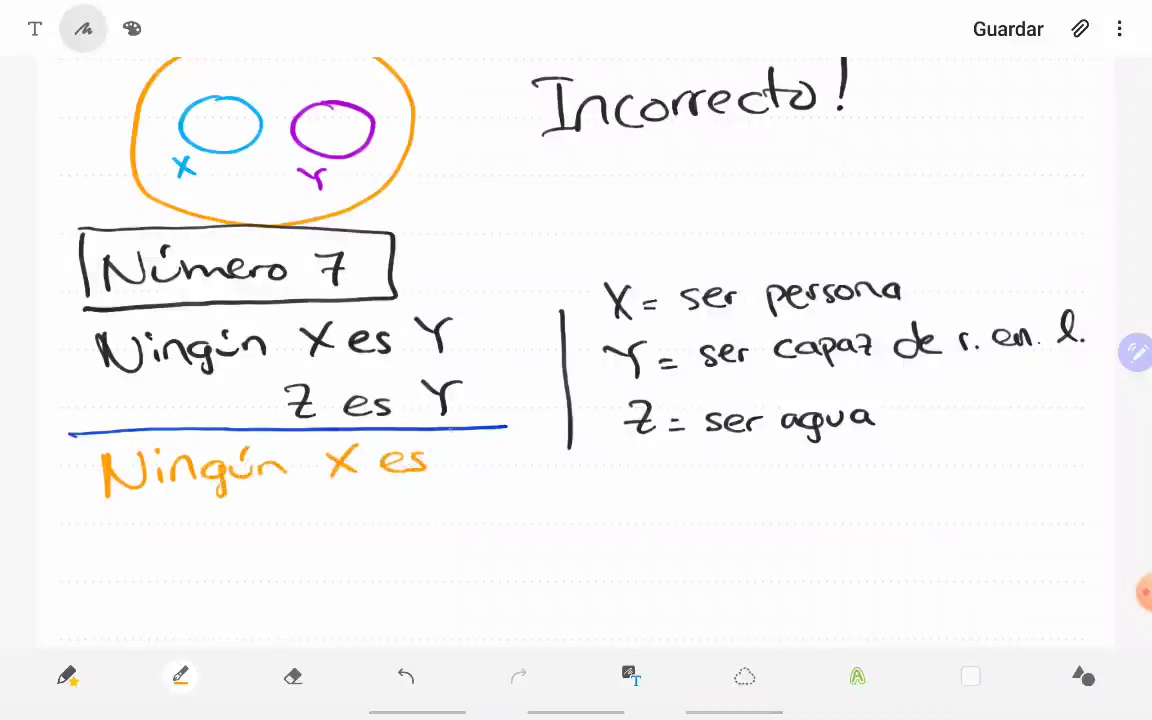 T
Guardar
Incorrecto!
X
Y
Número 7
Ningún X es Y
Z es Y
Ningún X es
X = ser persona
Y = ser capaz de r. en l.
Z = ser agua